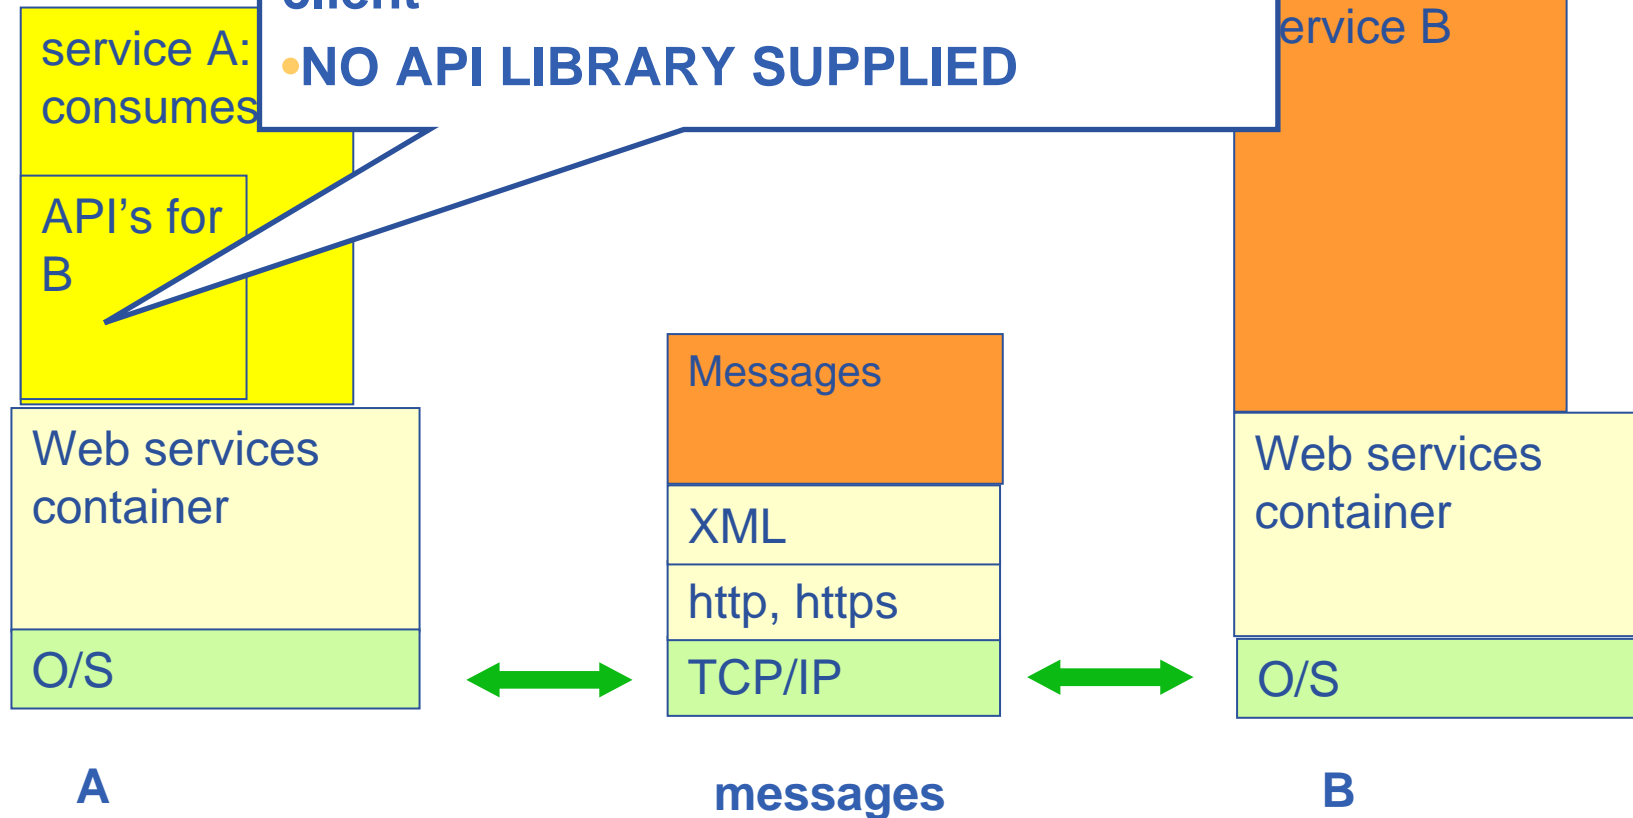 client
•NO API LIBRARY SUPPLIED
service A:
consumes
ervice B
API’s for
B
Messages
Web services
container
XML
http, https
TCP/IP
O/S
Web services
container
O/S
A
messages
B